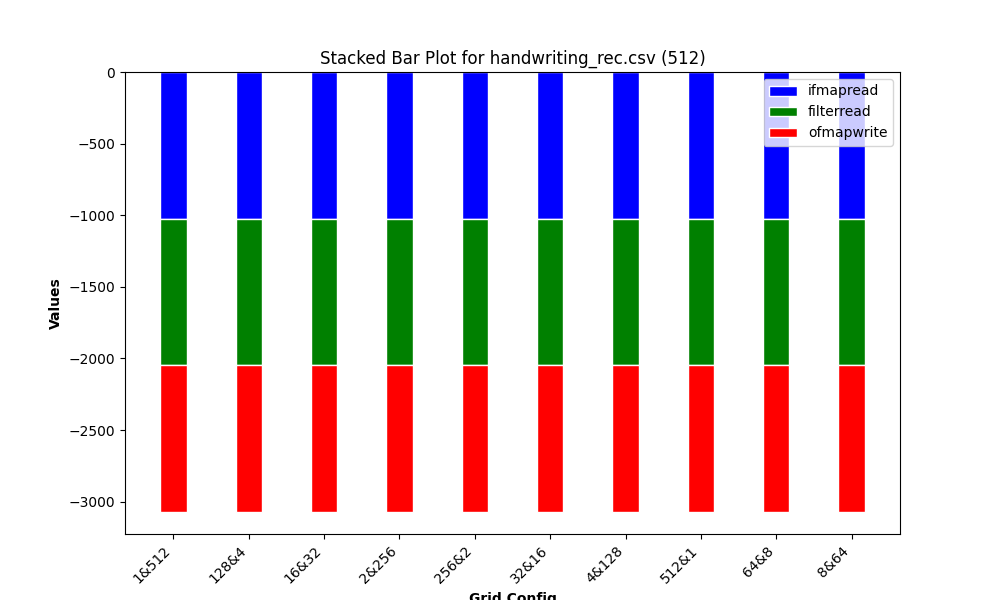 Stacked Bar Plot for handwriting_rec.csv (512)
ifmapread
filterread
ofmapwrite
Values
0
−500
−1000
−1500
−2000
−2500
−3000
1&512
128&4
16&32
2&256
256&2
32&16
4&128
512&1
64&8
8&64
Grid Config